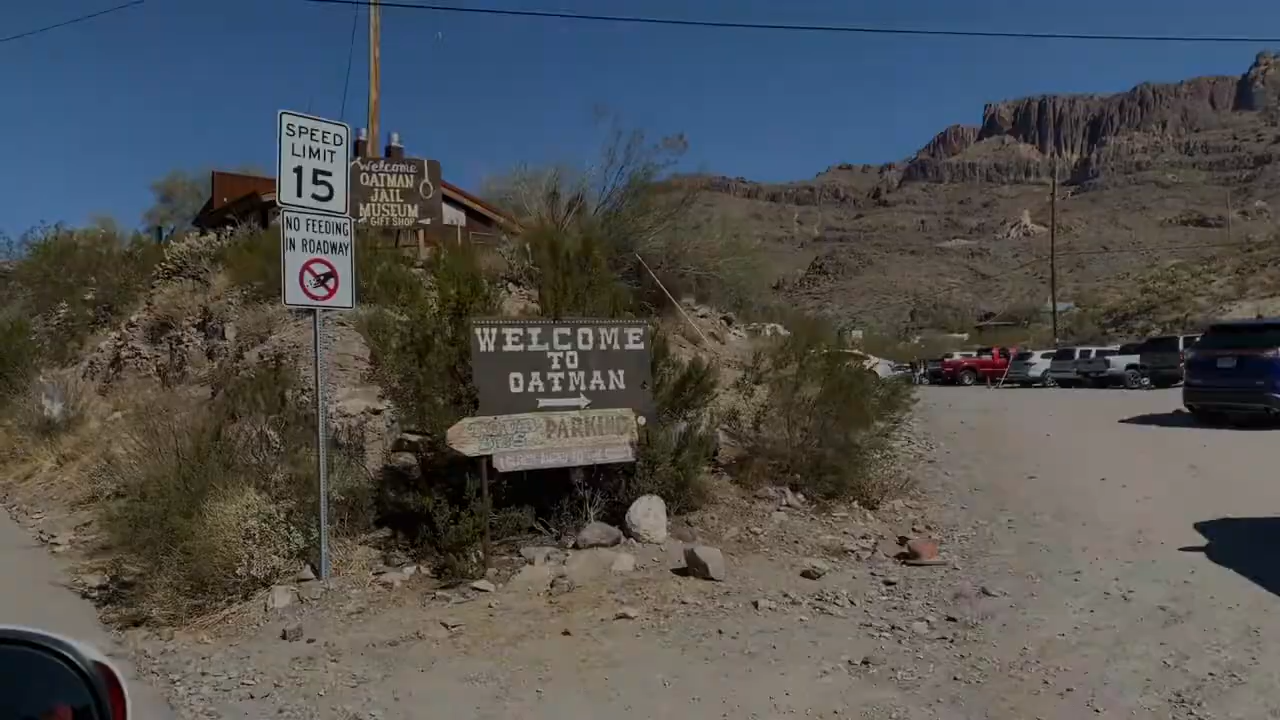 SPEED
LIMIT
15
NO FEEDING
IN ROADWAY
Welcome
OATMAN
JAIL
MUSEUM
GIFT SHOP
WELCOME
TO
OATMAN
PARKING